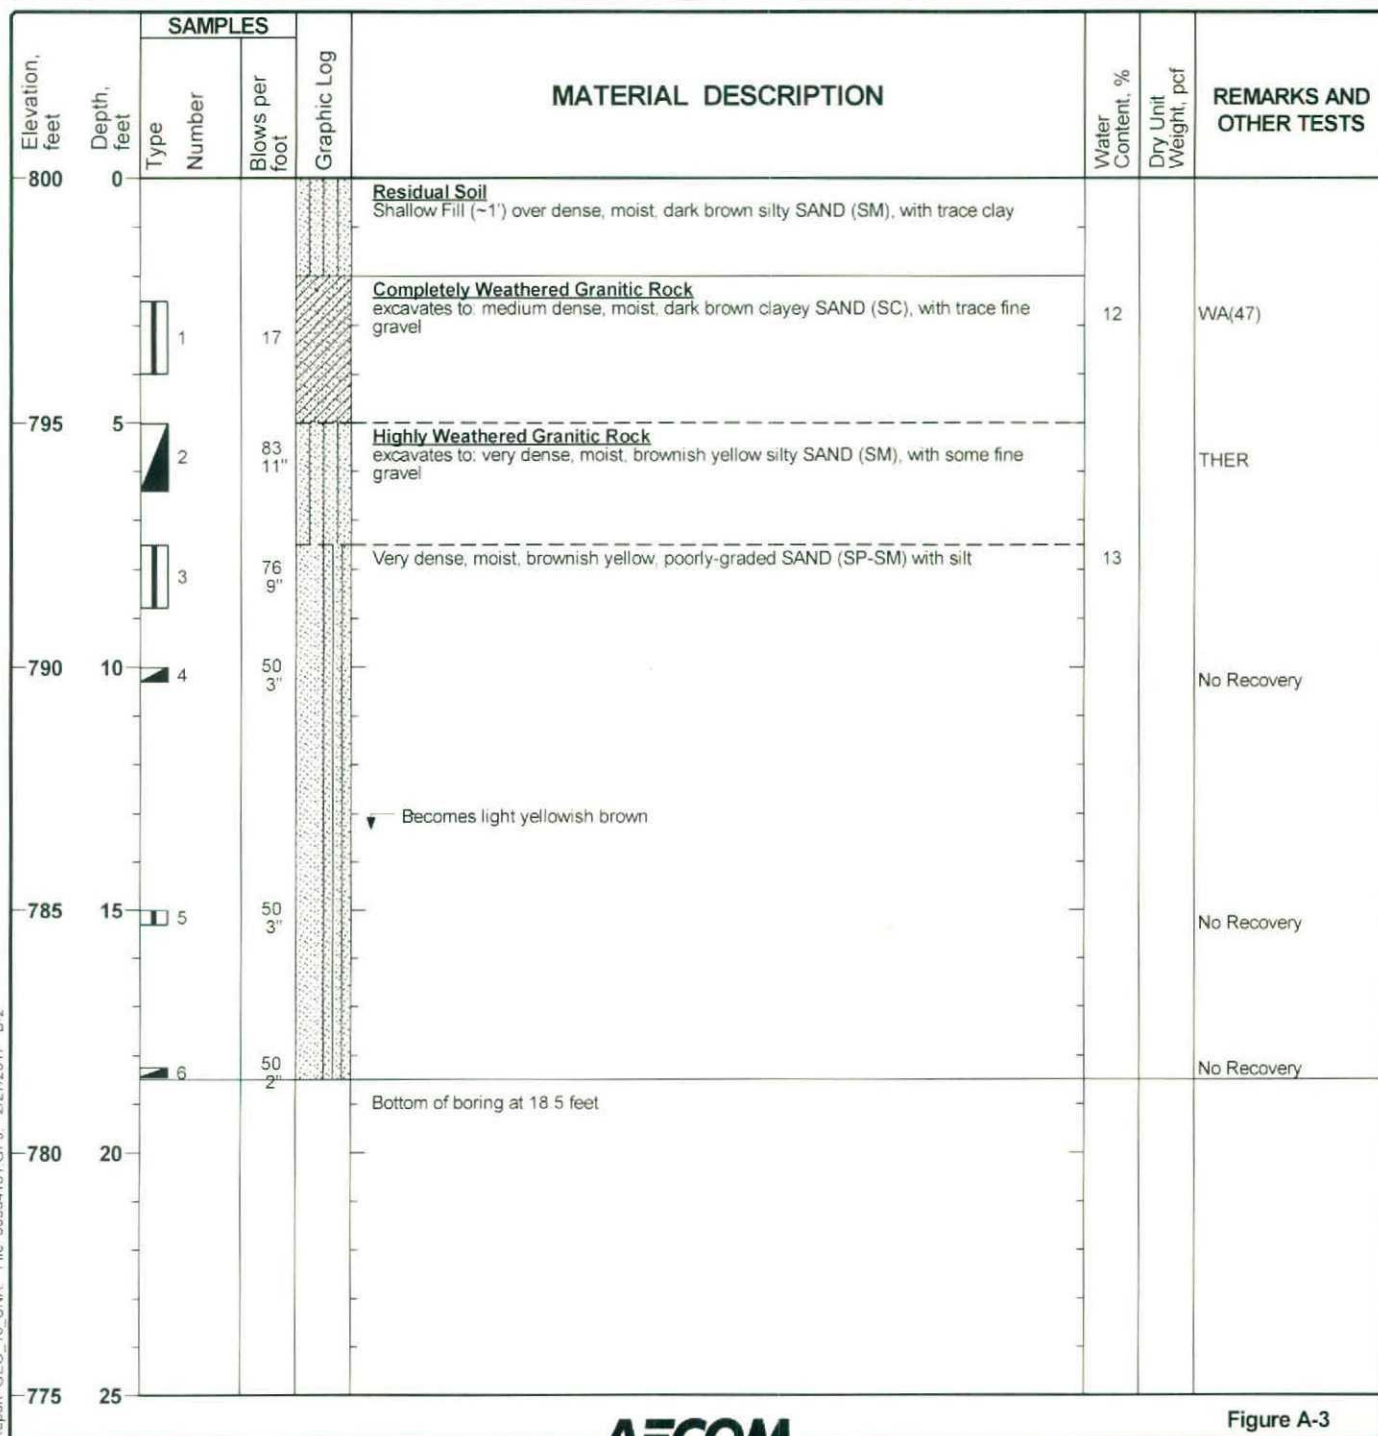 SAMPLES
Elevation, feet
Depth, feet
Type
Number
Blows per foot
Graphic Log
MATERIAL DESCRIPTION
Water Content, %
Dry Unit Weight, pcf
REMARKS AND
OTHER TESTS
800 0
Residual Soil
Shallow Fill (~1') over dense, moist, dark brown silty SAND (SM), with trace clay
Completely Weathered Granitic Rock
excavates to: medium dense, moist, dark brown clayey SAND (SC), with trace fine
gravel
1 17 12 WA(47)
795 5
Highly Weathered Granitic Rock
excavates to: very dense, moist, brownish yellow silty SAND (SM), with some fine
gravel
2 83
11"
THER
Very dense, moist, brownish yellow, poorly-graded SAND (SP-SM) with silt 13
3 76
9"
790 10
4 50
3"
No Recovery
Becomes light yellowish brown
785 15
5 50
3"
No Recovery
6 50
2"
No Recovery
Bottom of boring at 18 5 feet
780 20
775 25
AECOM
Figure A-3